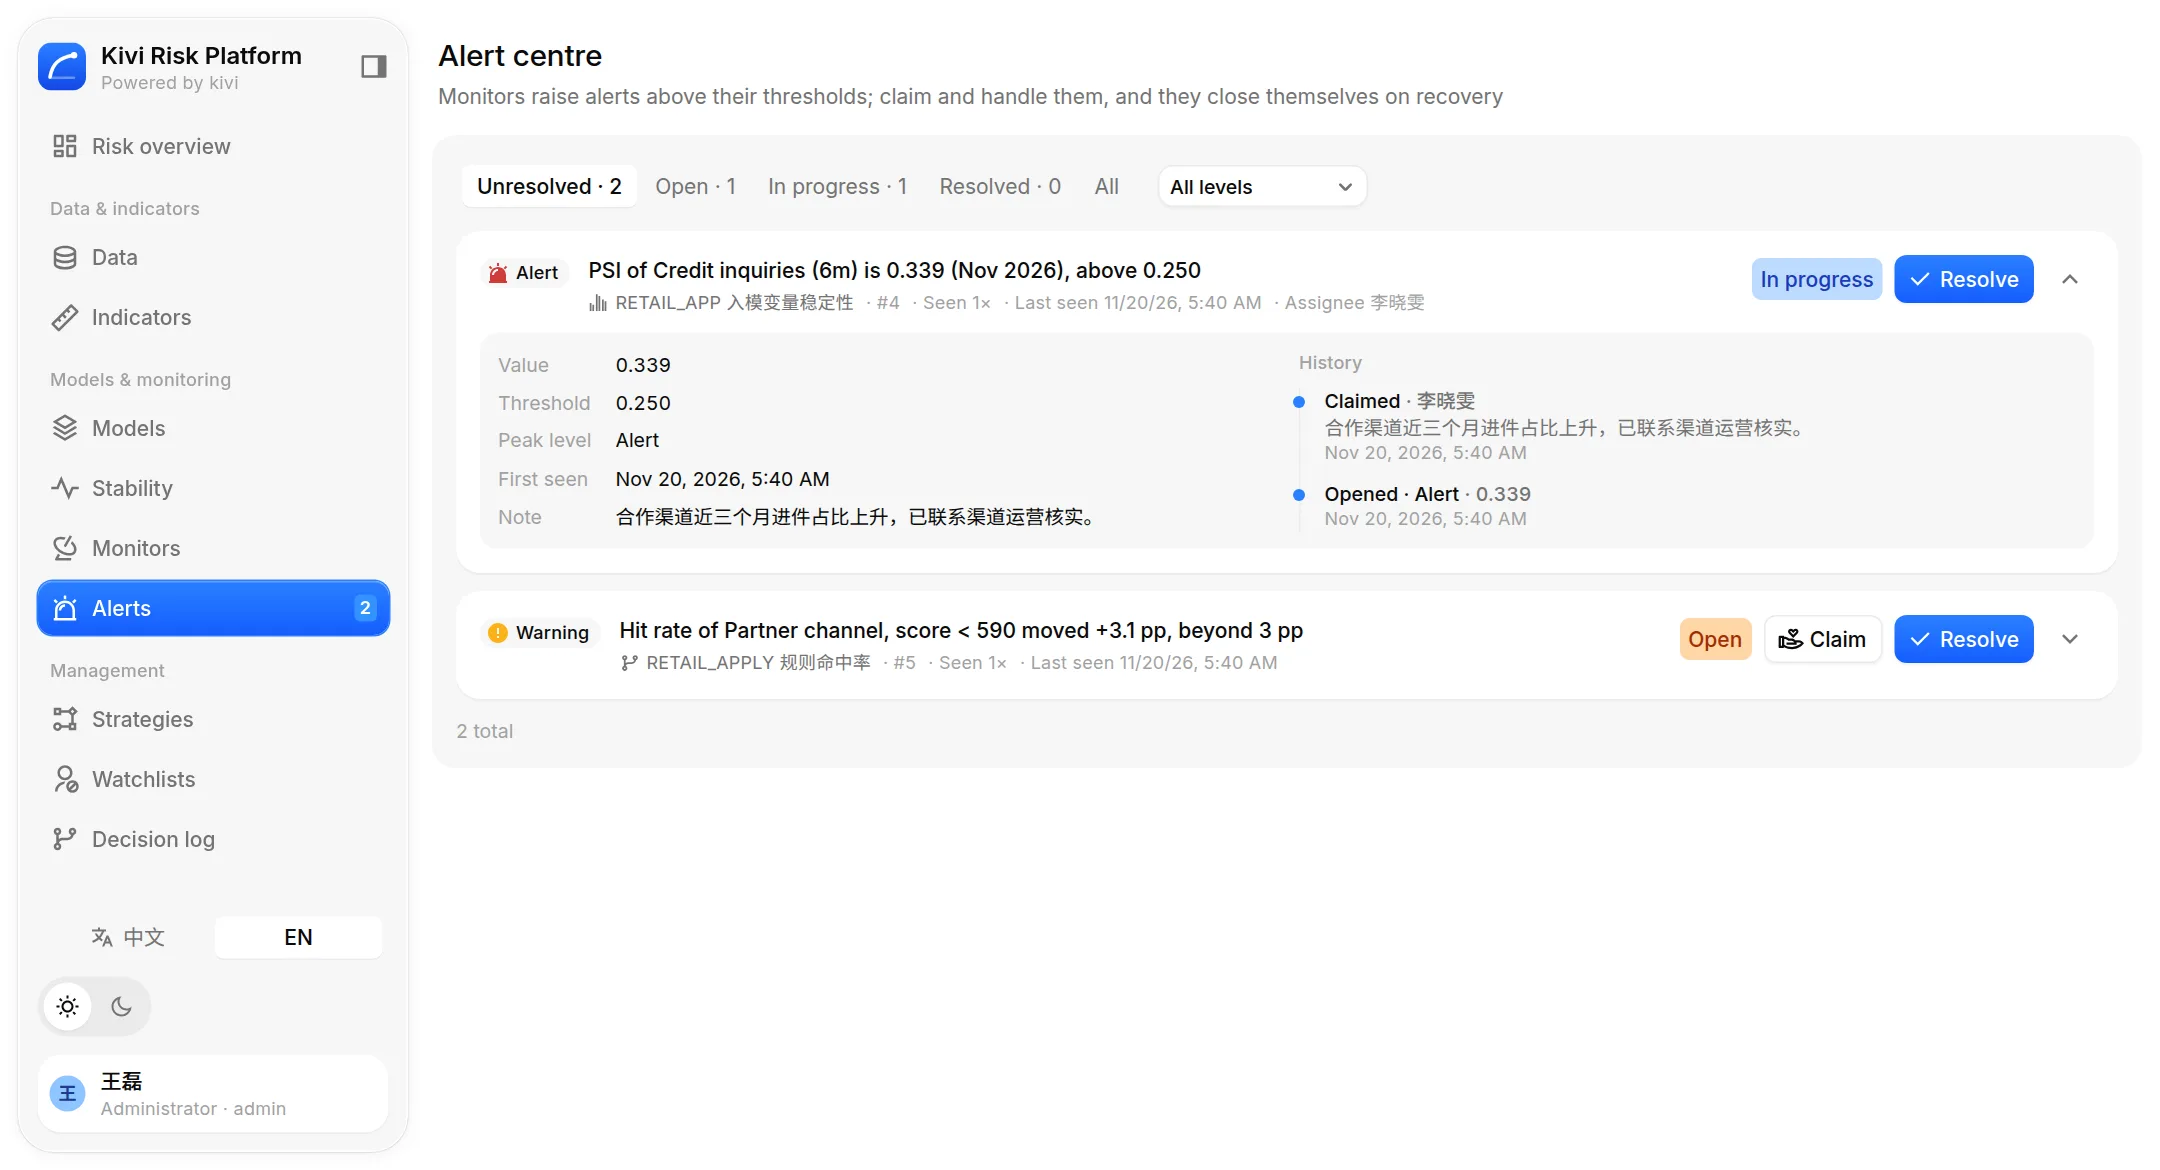 Kivi Risk Platform
Powered by kivi
Risk overview
Data & indicators
Data
Indicators
Models & monitoring
Models
Stability
Monitors
Alerts 2
Management
Strategies
Watchlists
Decision log
中文 EN
王 王磊
Administrator · admin
Alert centre
Monitors raise alerts above their thresholds; claim and handle them, and they close themselves on recovery
Unresolved · 2 Open · 1 In progress · 1 Resolved · 0 All All levels
Alert PSI of Credit inquiries (6m) is 0.339 (Nov 2026), above 0.250 In progress Resolve
RETAIL_APP 入模变量稳定性 · #4 · Seen 1× · Last seen 11/20/26, 5:40 AM · Assignee 李晓雯
Value 0.339
Threshold 0.250
Peak level Alert
First seen Nov 20, 2026, 5:40 AM
Note 合作渠道近三个月进件占比上升，已联系渠道运营核实。
History
Claimed · 李晓雯
合作渠道近三个月进件占比上升，已联系渠道运营核实。
Nov 20, 2026, 5:40 AM
Opened · Alert · 0.339
Nov 20, 2026, 5:40 AM
Warning Hit rate of Partner channel, score < 590 moved +3.1 pp, beyond 3 pp Open Claim Resolve
RETAIL_APPLY 规则命中率 · #5 · Seen 1× · Last seen 11/20/26, 5:40 AM
2 total